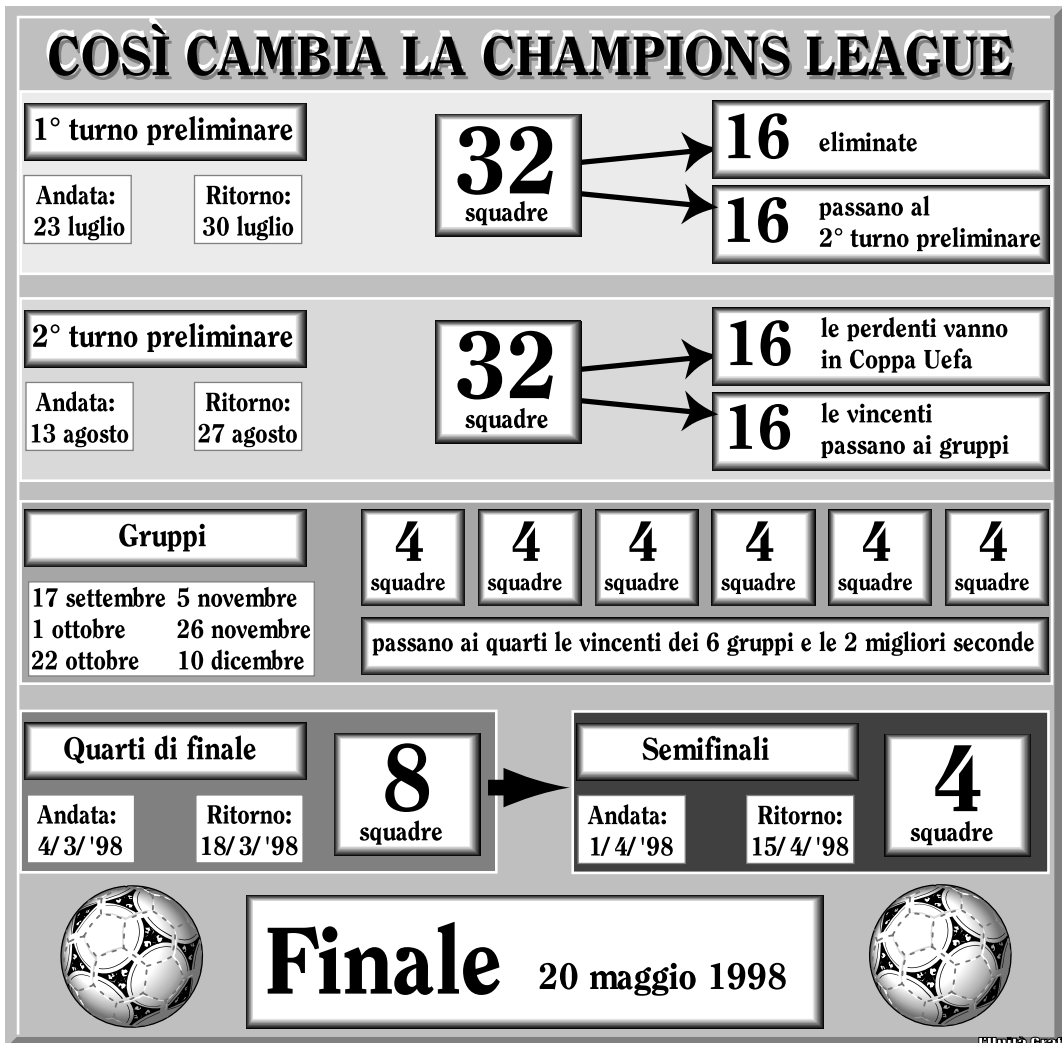 COSÌ CAMBIA LA CHAMPIONS LEAGUE
1° turno preliminare
Andata:
23 luglio
Ritorno:
30 luglio
32
squadre
16 eliminate
16 passano al
2° turno preliminare
2° turno preliminare
Andata:
13 agosto
Ritorno:
27 agosto
32
squadre
16 le perdenti vanno
in Coppa Uefa
16 le vincenti
passano ai gruppi
Gruppi
17 settembre 5 novembre
1 ottobre 26 novembre
22 ottobre 10 dicembre
4
squadre
4
squadre
4
squadre
4
squadre
4
squadre
4
squadre
passano ai quarti le vincenti dei 6 gruppi e le 2 migliori seconde
Quarti di finale
Andata:
4/3/'98
Ritorno:
18/3/'98
8
squadre
Semifinali
Andata:
1/4/'98
Ritorno:
15/4/'98
4
squadre
Finale 20 maggio 1998